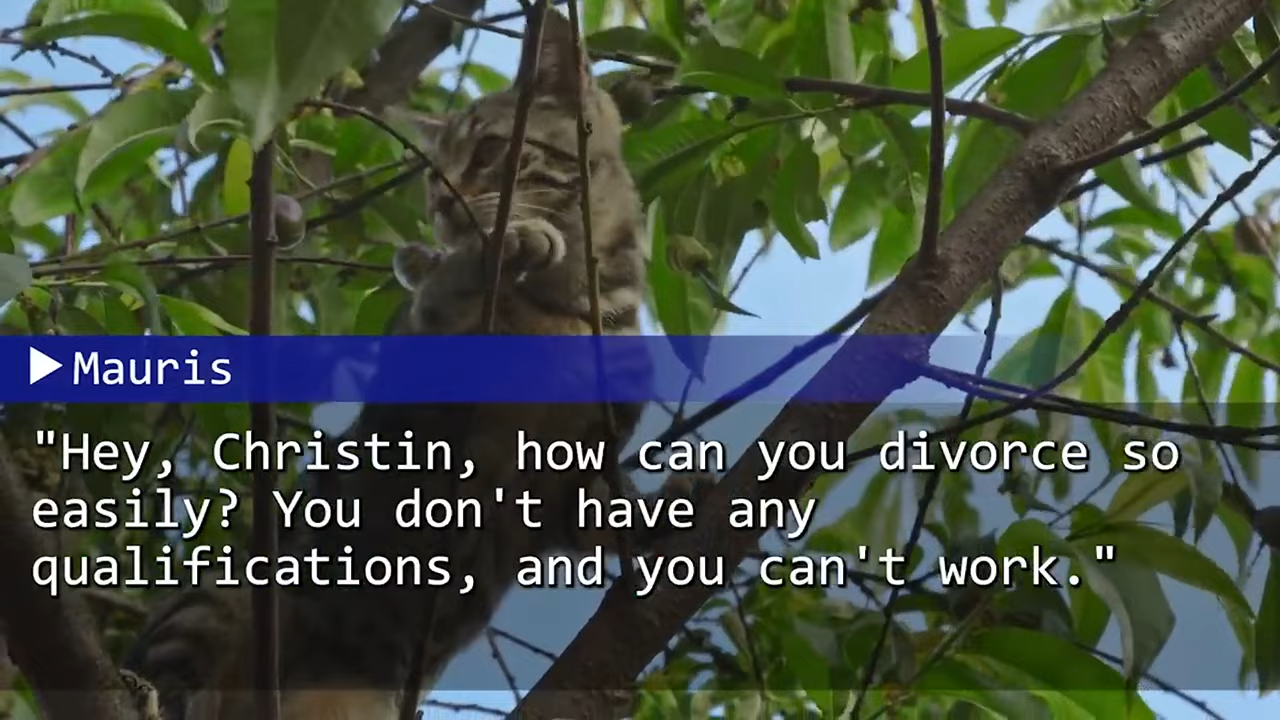 ▶Mauris
"Hey, Christin, how can you divorce so
easily? You don't have any
qualifications, and you can't work."